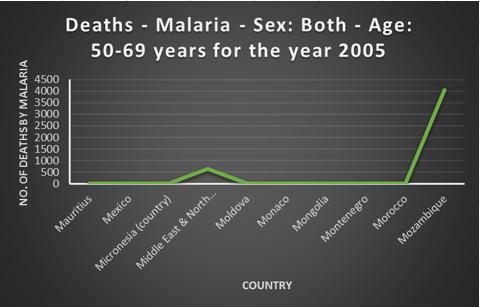 Deaths - Malaria - Sex: Both - Age:
50-69 years for the year 2005
NO. OF DEATHS BY MALARIA
4500
4000
3500
3000
2500
2000
1500
1000
500
0
Mauritius
Mexico
Micronesia (country)
Middle East & North...
Moldova
Monaco
Mongolia
Montenegro
Morocco
Mozambique
COUNTRY